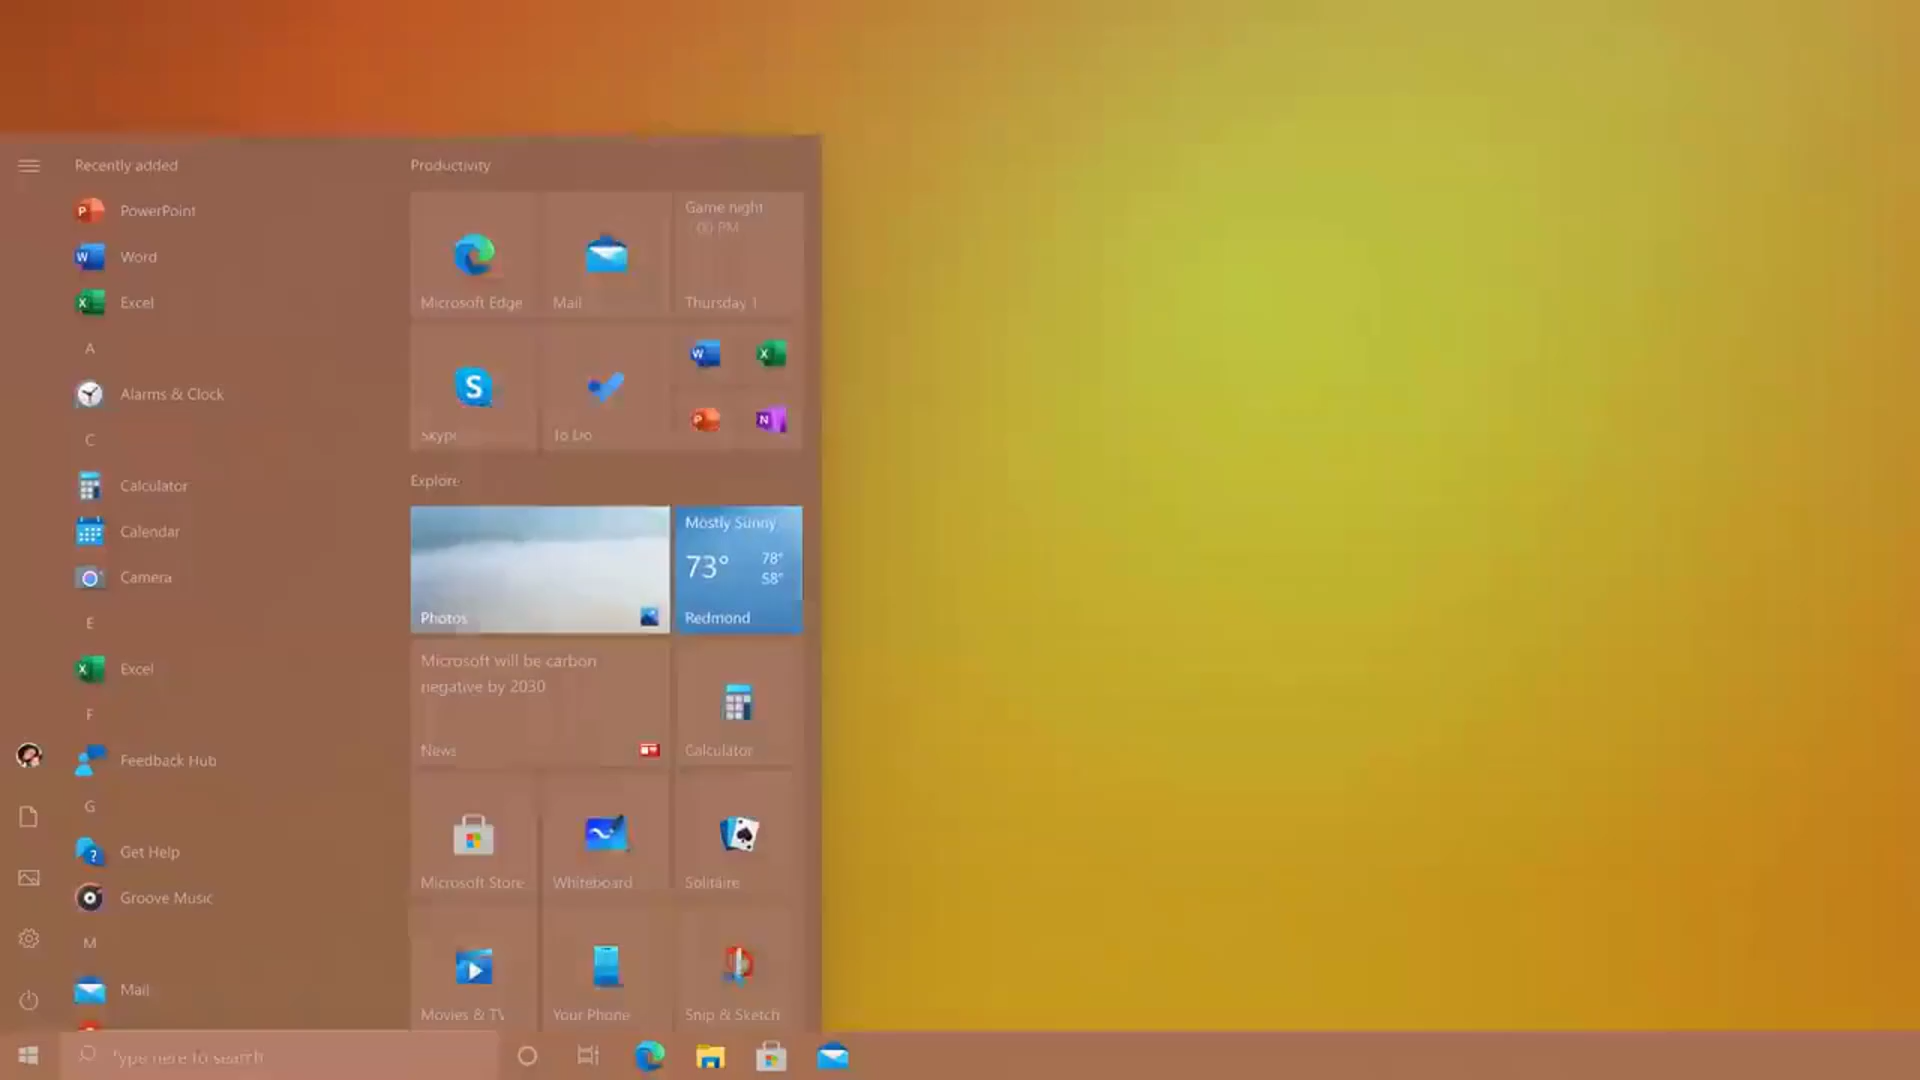 Recently added
PowerPoint
Word
Excel
A
Alarms & Clock
C
Calculator
Calendar
Camera
E
Excel
F
Feedback Hub
G
Get Help
Groove Music
M
Mail
Productivity
Microsoft Edge
Mail
Game night
:00 PM
Thursday 1
Skype
To Do
Explore
Photos
Mostly Sunny
73°
78°
58°
Redmond
Microsoft will be carbon
negative by 2030
News
Calculator
Microsoft Store
Whiteboard
Solitaire
Movies & TV
Your Phone
Snip & Sketch
Type here to search